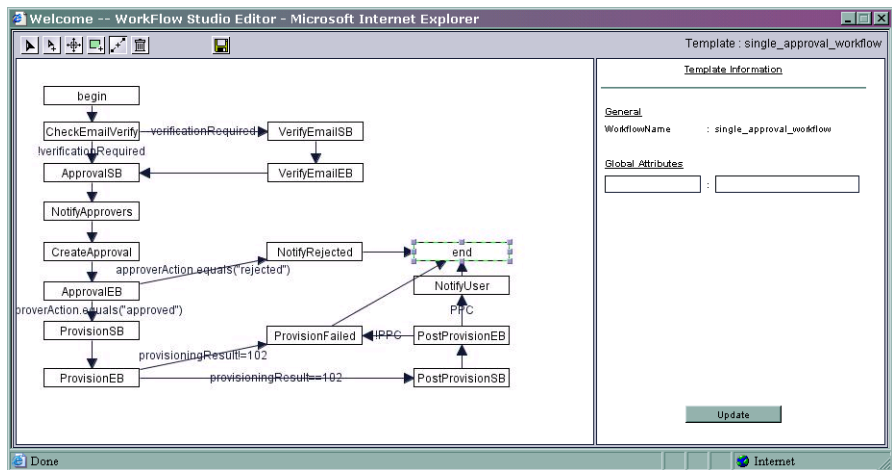 Welcome -- WorkFlow Studio Editor - Microsoft Internet Explorer
Template : single_approval_workflow
Template Information
begin
General
CheckEmailVerify
verificationRequired
VerifyEmailSB
WorkflowName : single_approval_workflow
!verificationRequired
ApprovalSB
VerifyEmailEB
Global Attributes
:
NotifyApprovers
CreateApproval
NotifyRejected
end
approverAction.equals("rejected")
ApprovalEB
NotifyUser
proverAction.equals("approved")
PPC
ProvisionSB
ProvisionFailed
!PPC
PostProvisionEB
provisioningResult!=102
ProvisionEB
provisioningResult==102
PostProvisionSB
Update
Done
Internet